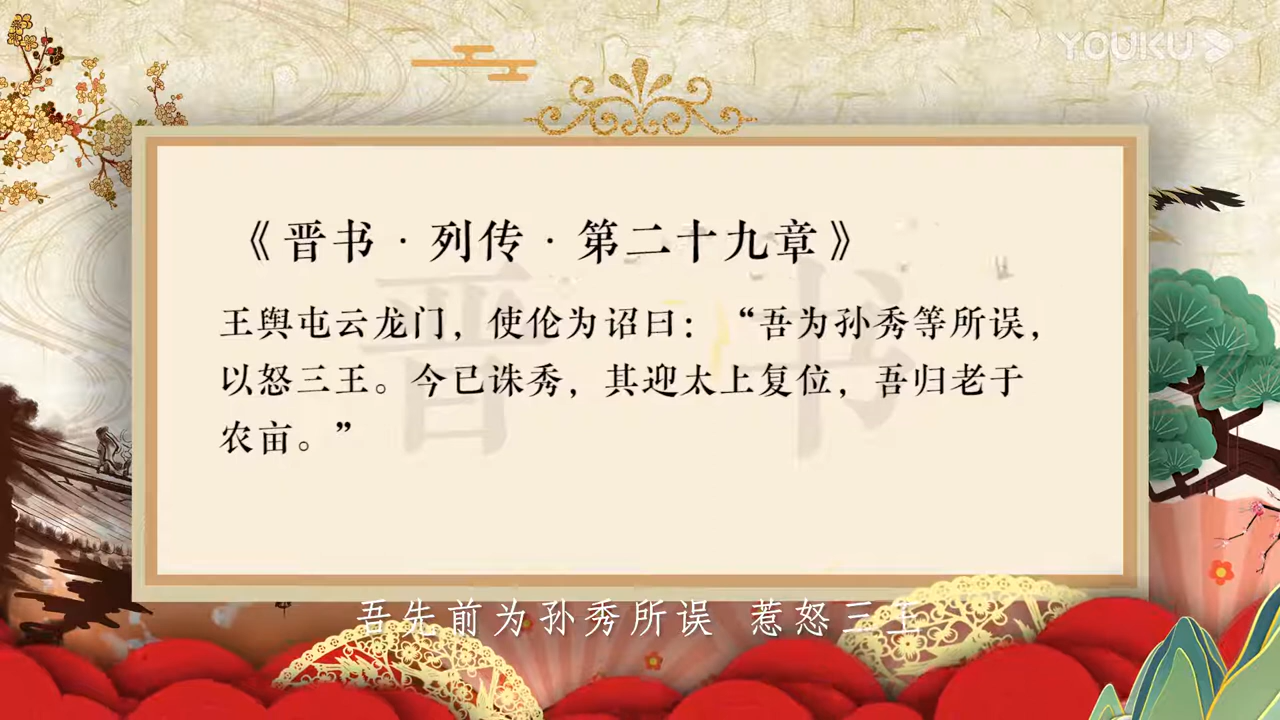 YOUKU
《晋书·列传·第二十九章》
王舆屯云龙门，使伦为诏曰：“吾为孙秀等所误，
以怒三王。今已诛秀，其迎太上复位，吾归老于
农亩。”
晋书
吾先前为孙秀所误 惹怒三王